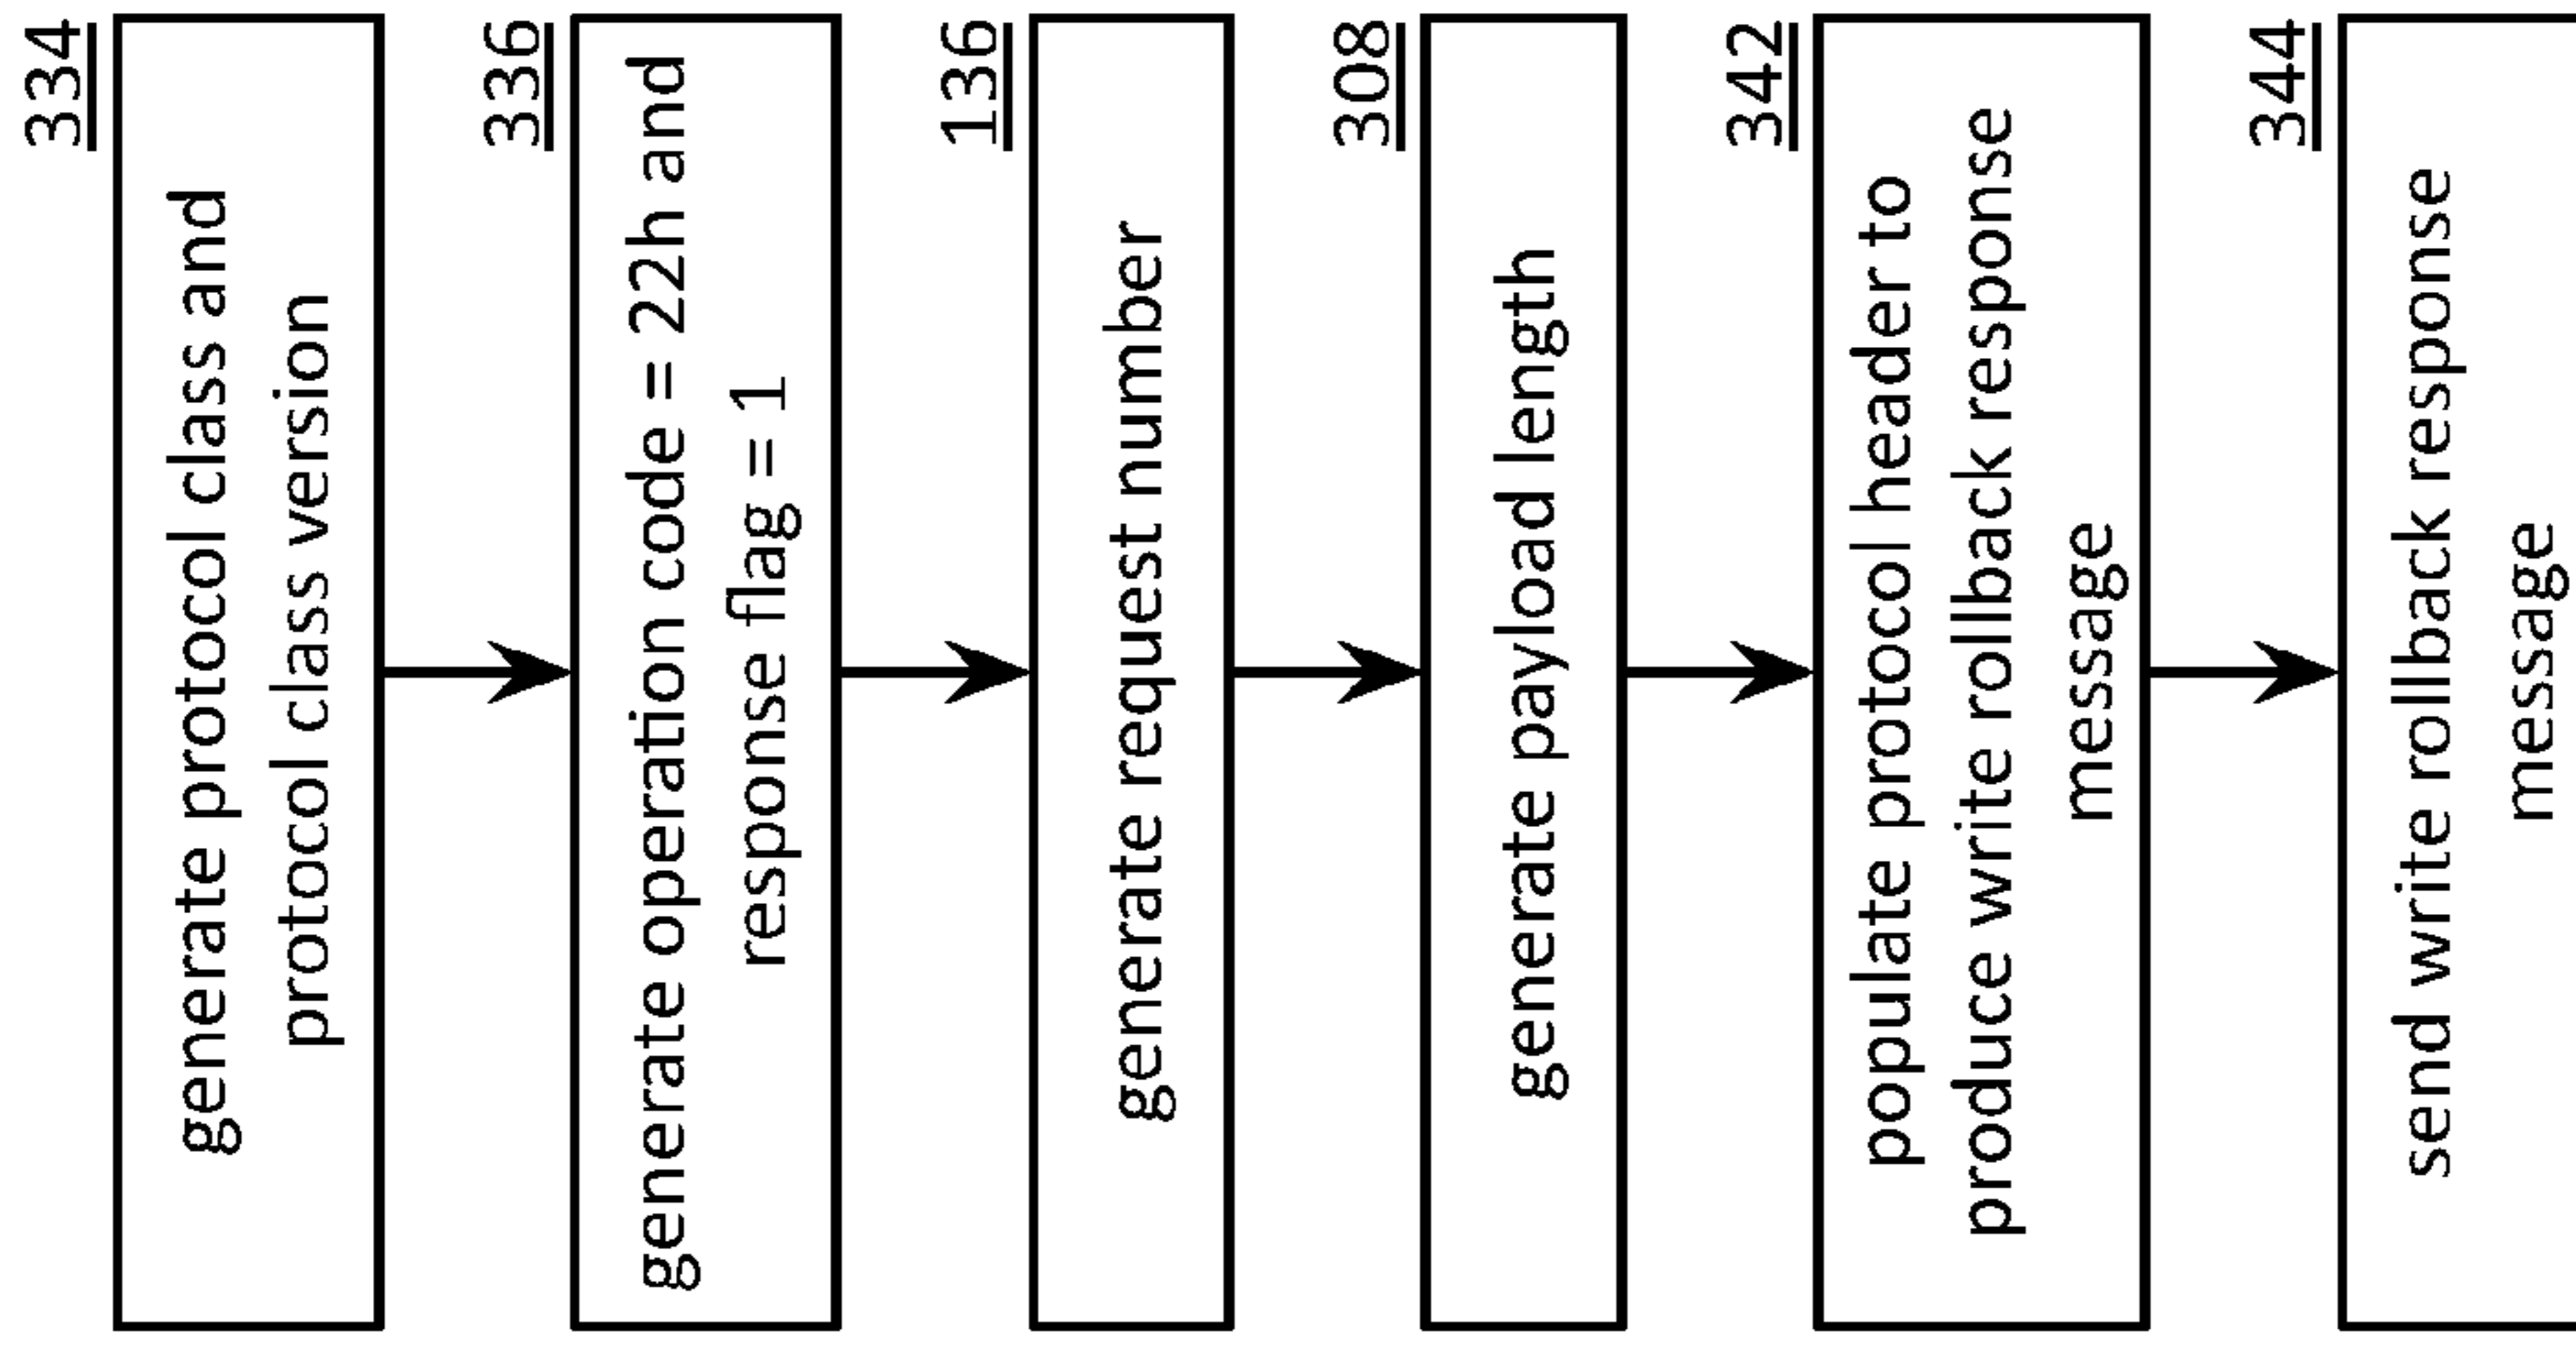 334
generate protocol class and
protocol class version
336
generate operation code = 22h and
response flag = 1
136
generate request number
308
generate payload length
342
populate protocol header to
produce write rollback response
message
344
send write rollback response
message